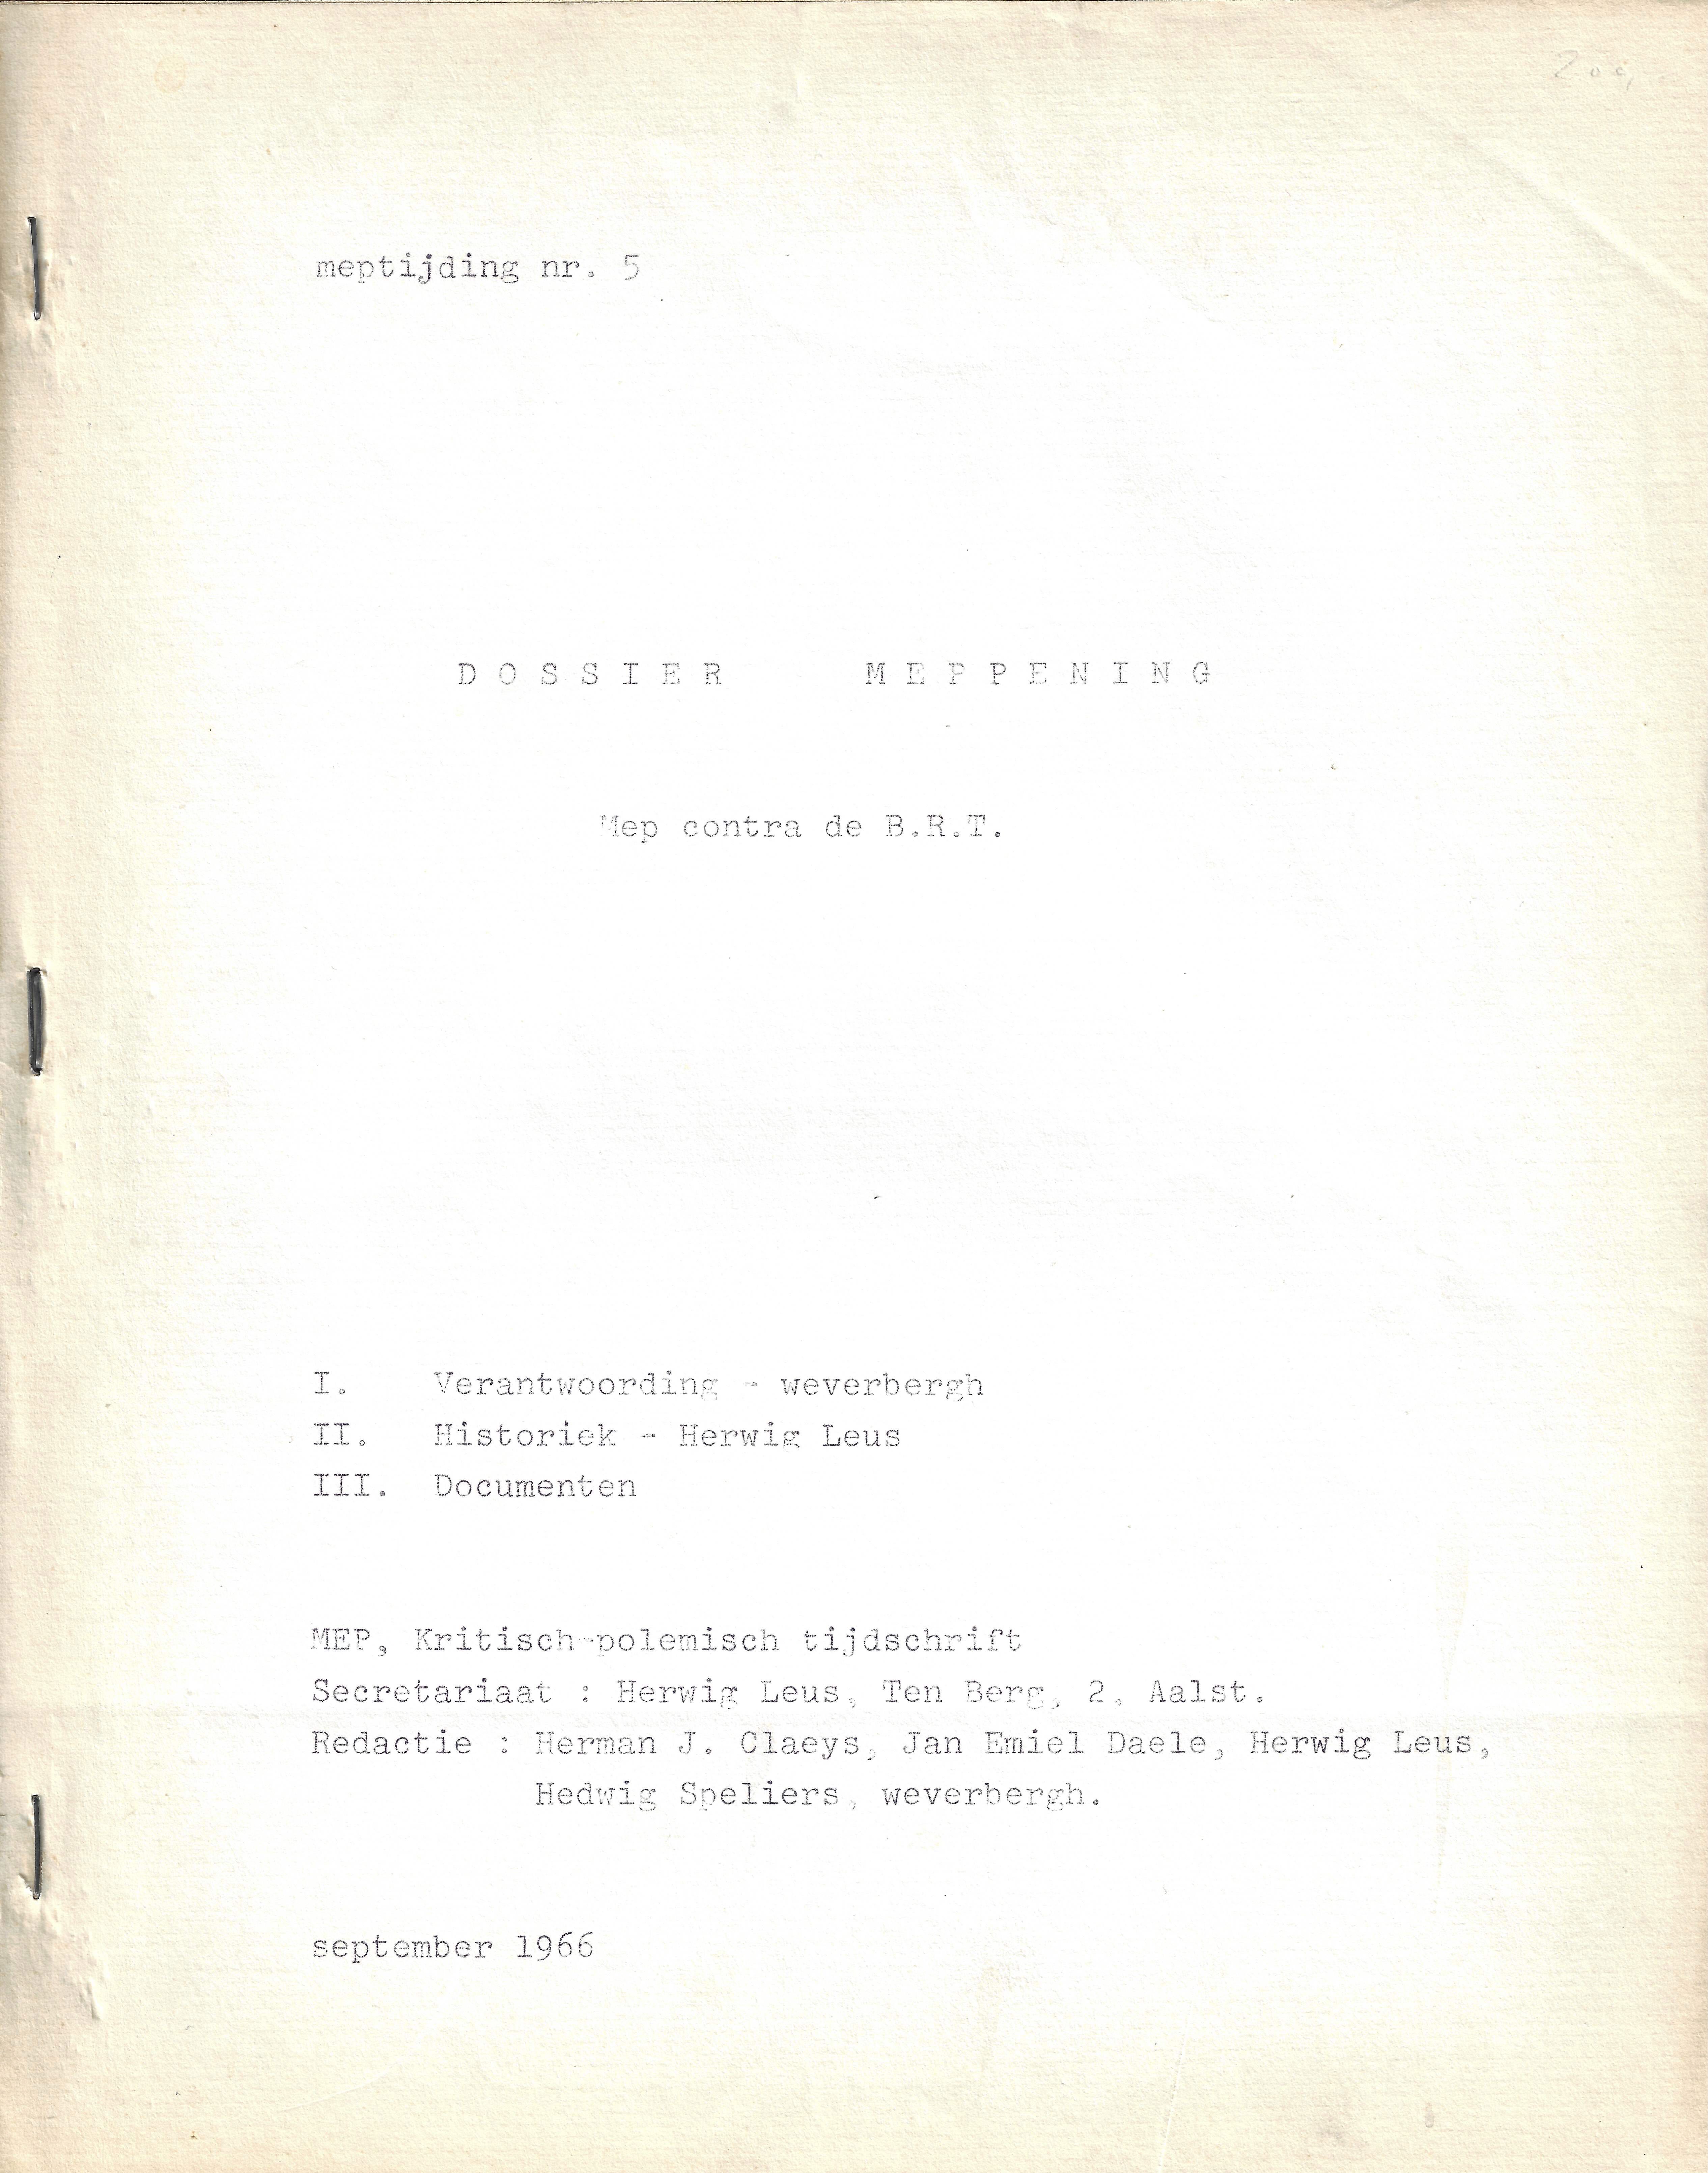 meptijding nr. 5
D O S S I E R   M E P P E N I N G
Mep contra de B.R.T.
I. Verantwoording - weverbergh
II. Historiek - Herwig Leus
III. Documenten
MEP, Kritisch-polemisch tijdschrift
Secretariaat : Herwig Leus, Ten Berg, 2, Aalst.
Redactie : Herman J. Claeys, Jan Emiel Daele, Herwig Leus,
Hedwig Speliers, weverbergh.
september 1966